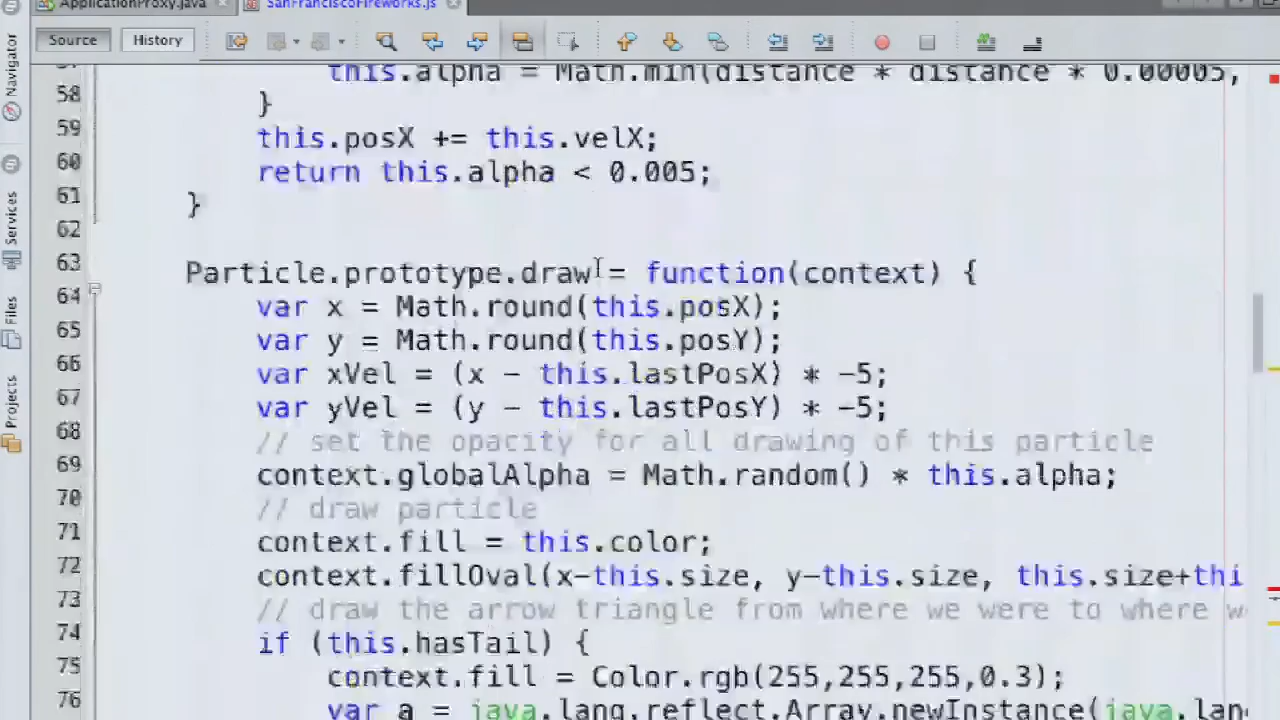 ApplicationProxy.java
SanFranciscoFireworks.js
Source
History
Navigator
Services
Files
Projects
this.alpha = Math.min(distance * distance * 0.00005,
58
}
59
this.posX += this.velX;
60
return this.alpha < 0.005;
61
}
62
63
Particle.prototype.draw = function(context) {
64
var x = Math.round(this.posX);
65
var y = Math.round(this.posY);
66
var xVel = (x - this.lastPosX) * -5;
67
var yVel = (y - this.lastPosY) * -5;
68
// set the opacity for all drawing of this particle
69
context.globalAlpha = Math.random() * this.alpha;
70
// draw particle
71
context.fill = this.color;
72
context.fillOval(x-this.size, y-this.size, this.size+thi
73
// draw the arrow triangle from where we were to where w
74
if (this.hasTail) {
75
context.fill = Color.rgb(255,255,255,0.3);
76
var a = java.lang.reflect.Array.newInstance(java.lan